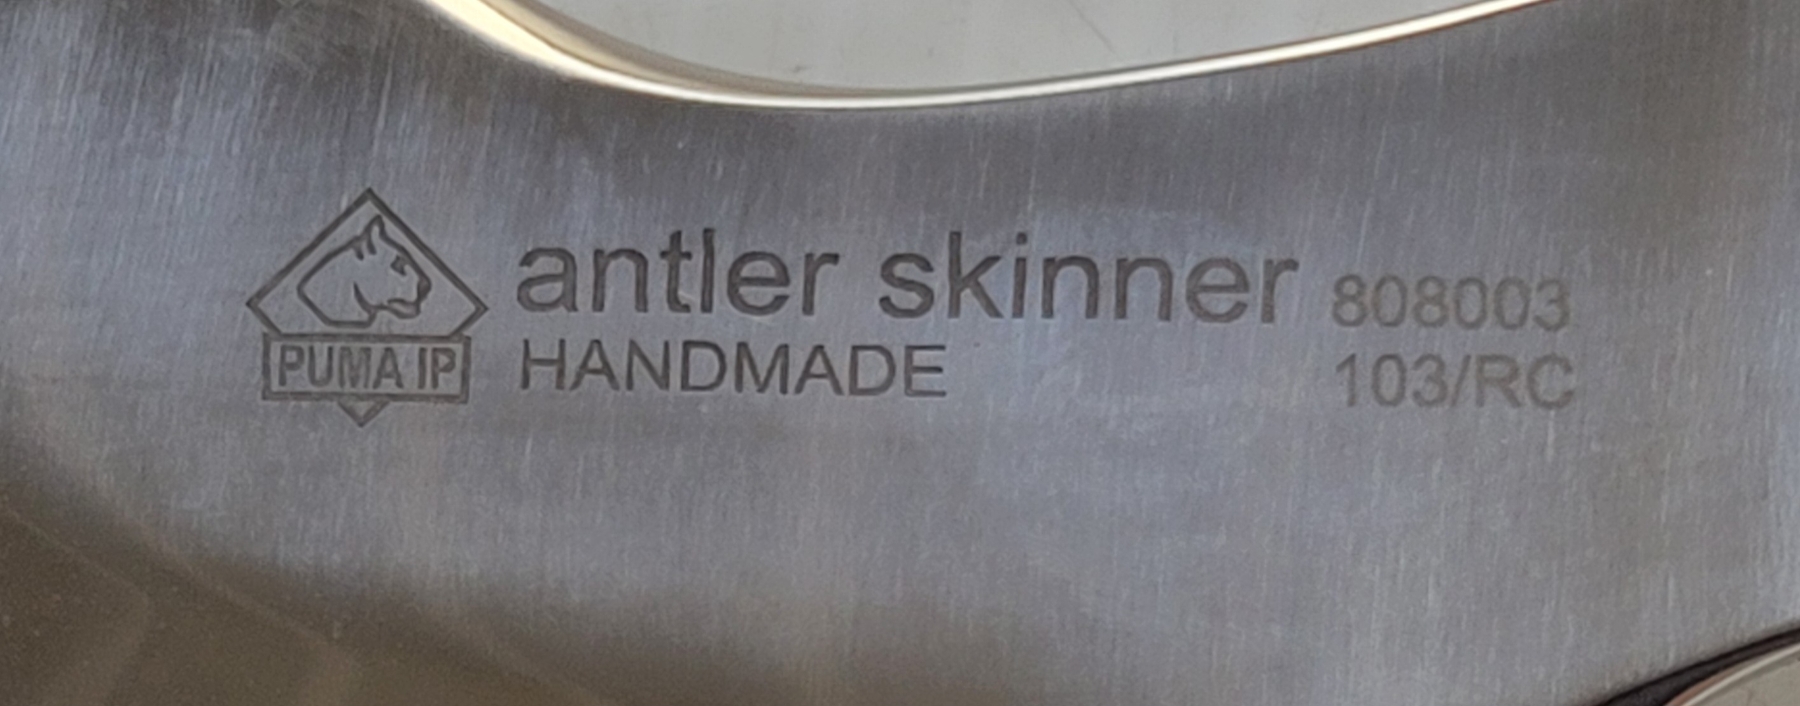 PUMA IP
antler skinner 808003
HANDMADE 103/RC